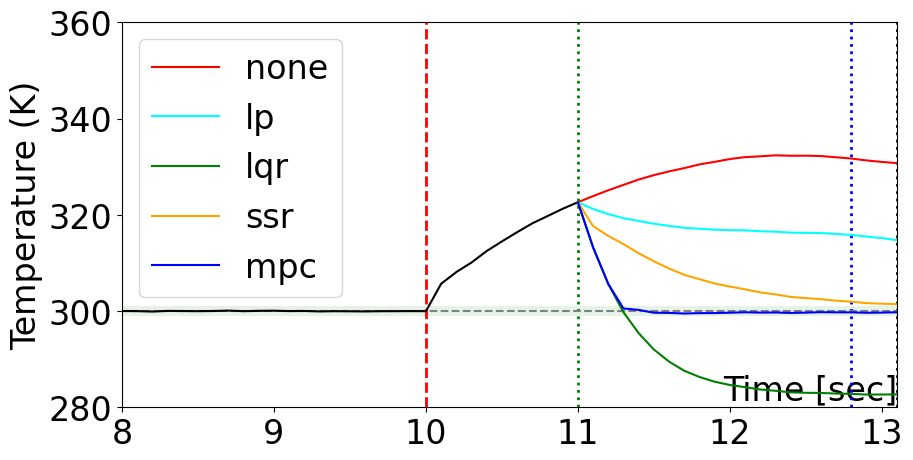 Temperature (K)
360
340
320
300
280
none
lp
lqr
ssr
mpc
Time [sec]
8
9
10
11
12
13